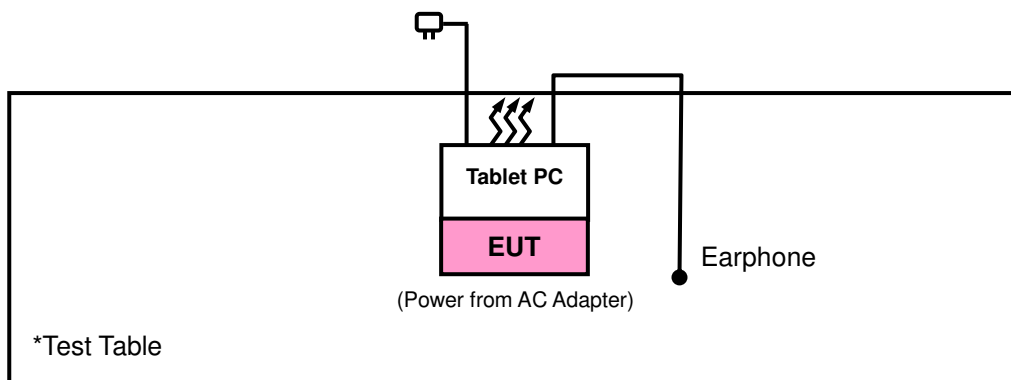 Tablet PC
EUT
Earphone
(Power from AC Adapter)
*Test Table